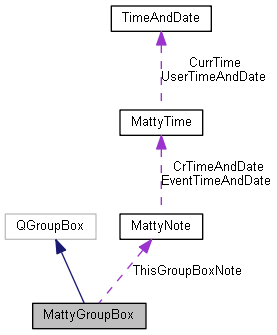 TimeAndDate
CurrTime
UserTimeAndDate
MattyTime
CrTimeAndDate
EventTimeAndDate
QGroupBox
MattyNote
ThisGroupBoxNote
MattyGroupBox